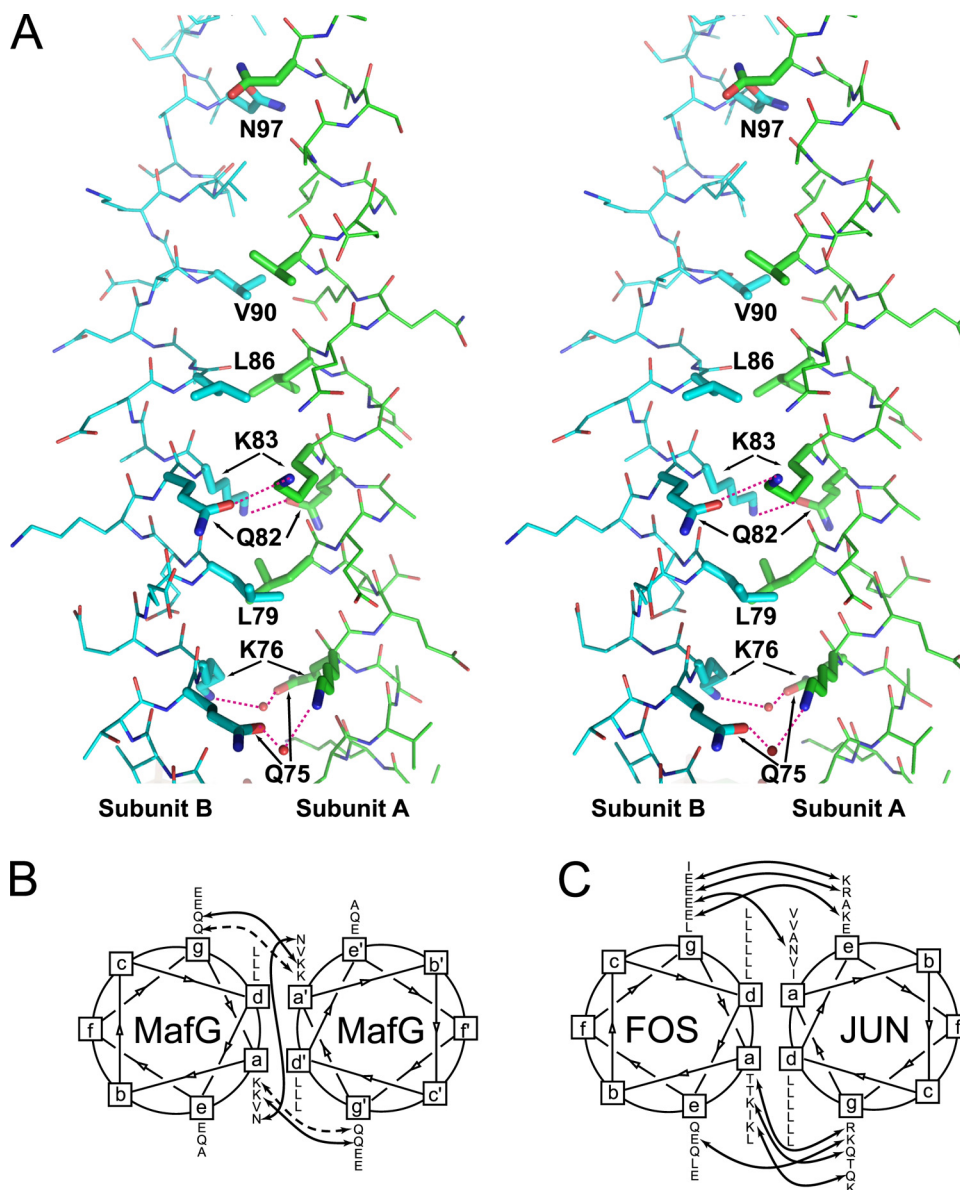 A
N97 N97
V90 V90
L86 L86
K83 K83
Q82 Q82
L79 L79
K76 K76
Q75 Q75
Subunit B Subunit A Subunit B Subunit A
B
E
E
Q
Q
g
c
f
b
e
a
d
L
L
L
MafG
E
Q
A
K
K
V
N
N
V
K
K
a'
A
Q
E
e'
b'
f'
c'
g'
d'
L
L
L
MafG
Q
Q
E
E
C
I
E
E
E
E
L
g
c
f
b
e
a
d
L
L
L
L
L
FOS
Q
E
Q
L
E
T
T
K
I
K
L
V
V
A
N
V
I
a
K
R
A
K
E
e
b
f
c
g
d
L
L
L
L
L
L
JUN
R
K
Q
T
Q
K